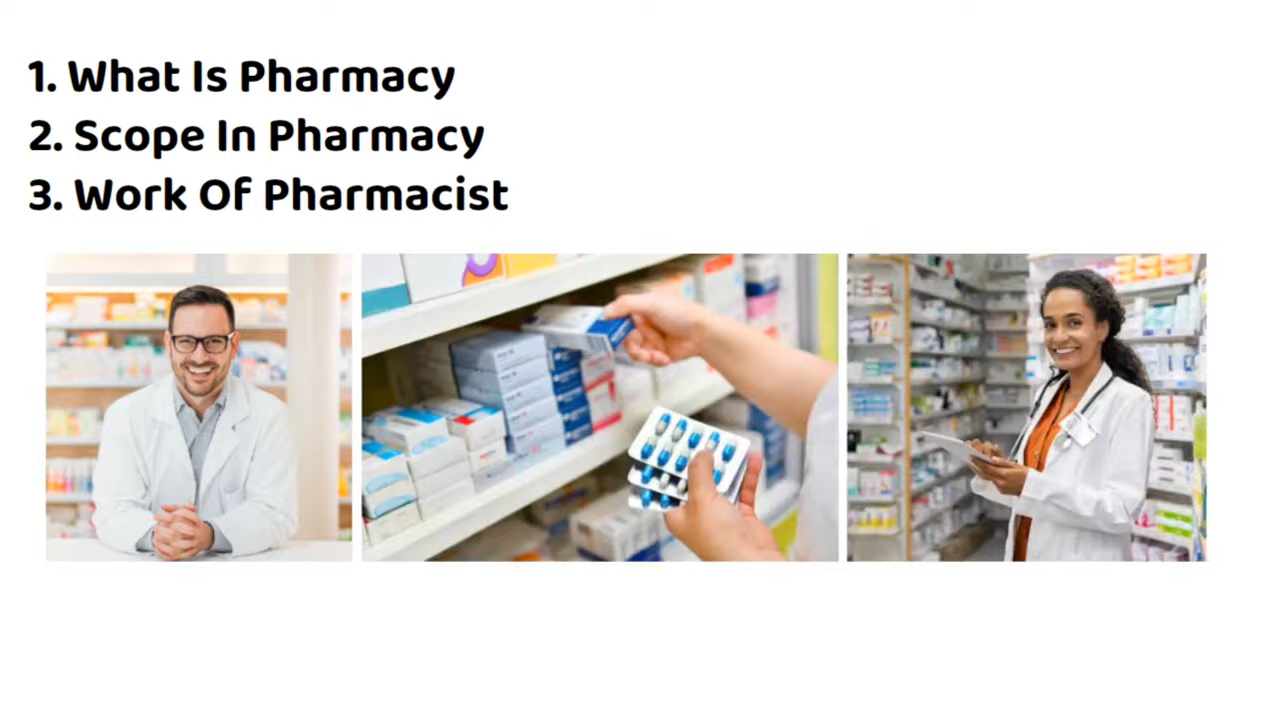 1. What Is Pharmacy
2. Scope In Pharmacy
3. Work Of Pharmacist